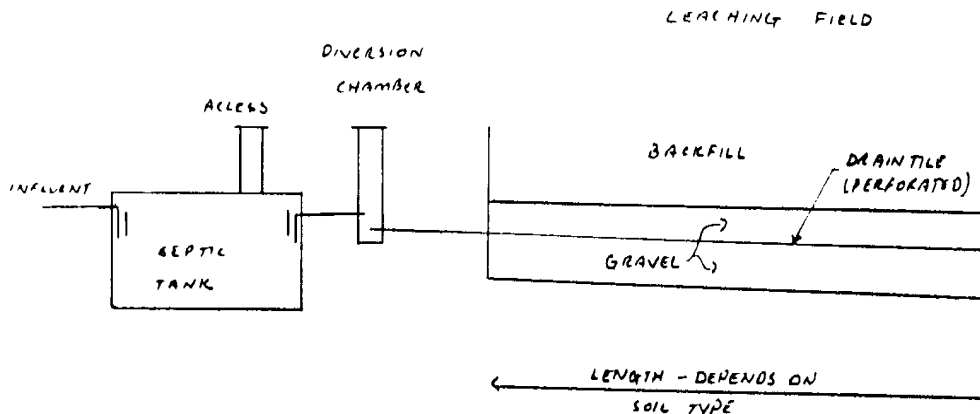 LEACHING FIELD
DIVERSION
CHAMBER
ACCESS
BACKFILL
DRAIN TILE
(PERFORATED)
INFLUENT
SEPTIC
TANK
GRAVEL
LENGTH - DEPENDS ON
SOIL TYPE